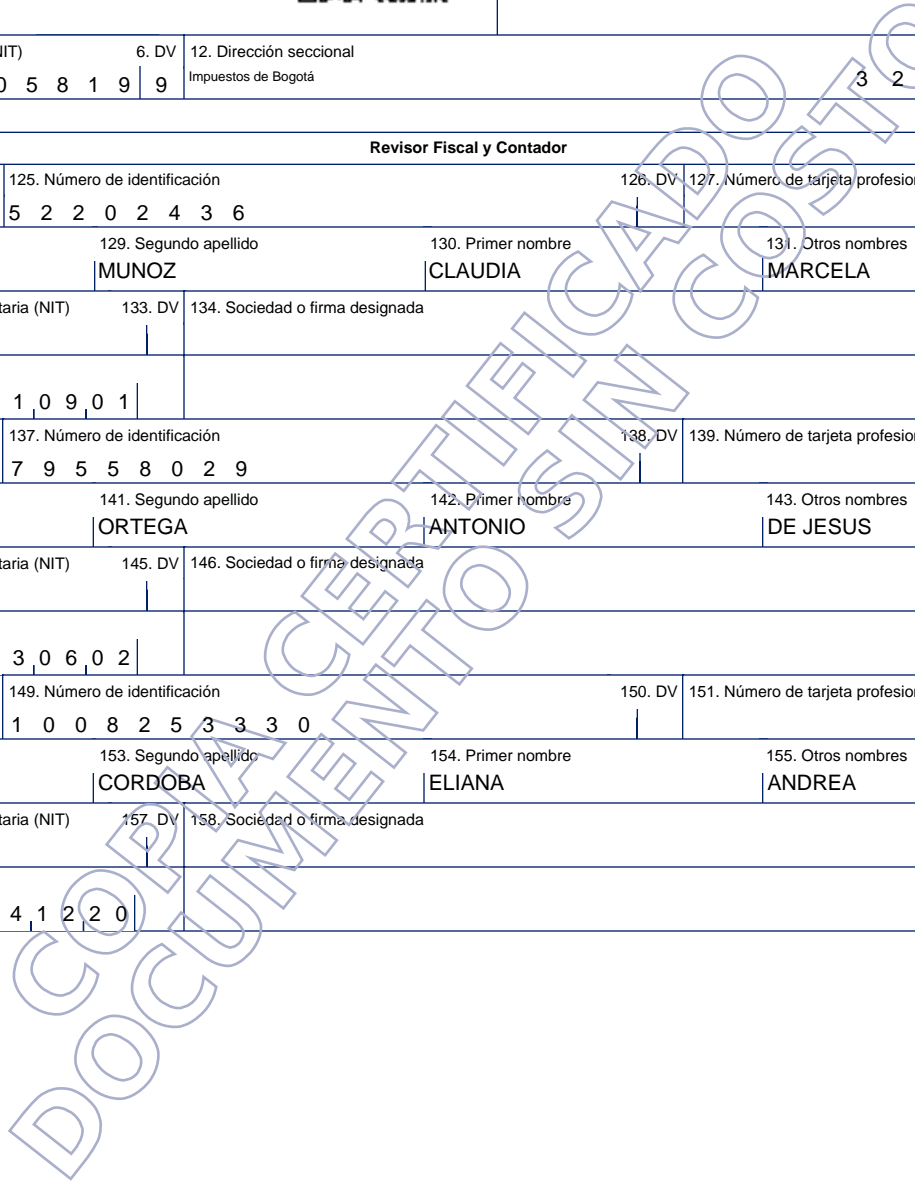 NIT) 6. DV 12. Dirección seccional
0 5 8 1 9 9 Impuestos de Bogotá 3 2
Revisor Fiscal y Contador
125. Número de identificación 126. DV 127. Número de tarjeta profesion
5 2 2 0 2 4 3 6
129. Segundo apellido 130. Primer nombre 131. Otros nombres
MUNOZ CLAUDIA MARCELA
taria (NIT) 133. DV 134. Sociedad o firma designada
1 0 9 0 1
137. Número de identificación 138. DV 139. Número de tarjeta profesion
7 9 5 5 8 0 2 9
141. Segundo apellido 142. Primer nombre 143. Otros nombres
ORTEGA ANTONIO DE JESUS
taria (NIT) 145. DV 146. Sociedad o firma designada
3 0 6 0 2
149. Número de identificación 150. DV 151. Número de tarjeta profesion
1 0 0 8 2 5 3 3 3 0
153. Segundo apellido 154. Primer nombre 155. Otros nombres
CORDOBA ELIANA ANDREA
taria (NIT) 157. DV 158. Sociedad o firma designada
4 1 2 2 0
COPIA CERTIFICADO
DOCUMENTO SIN COSTO